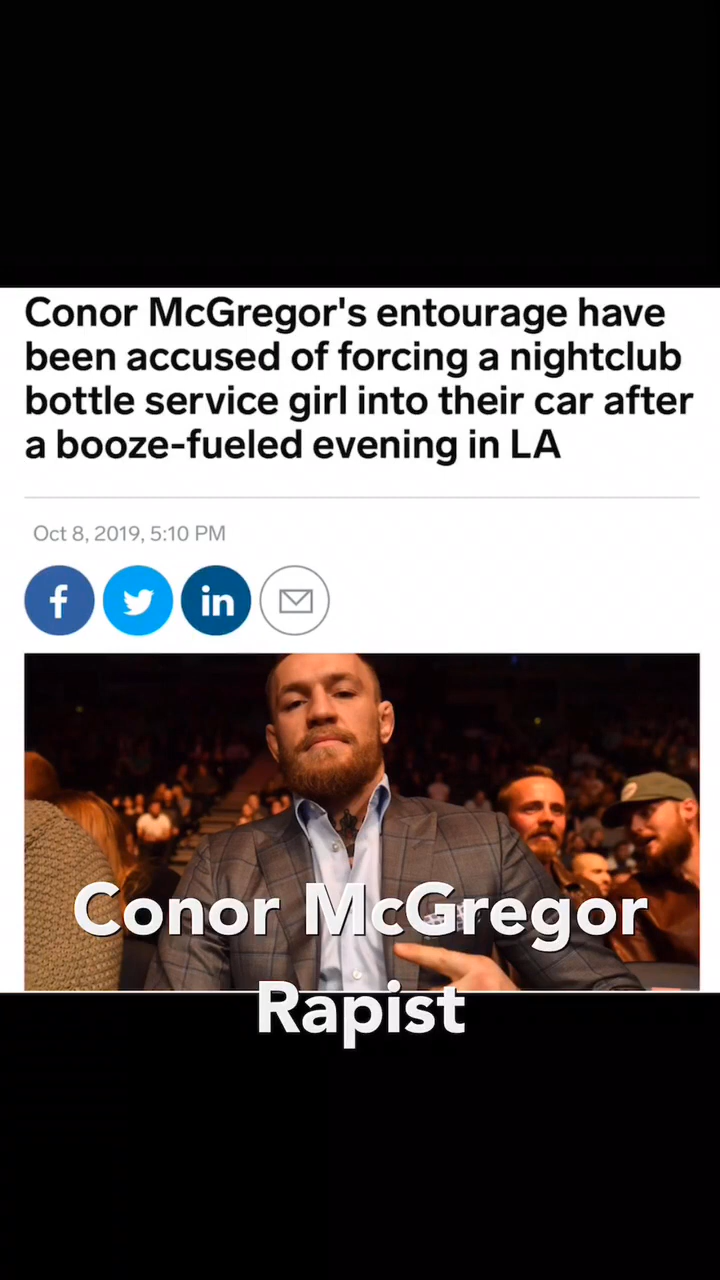 Conor McGregor's entourage have
been accused of forcing a nightclub
bottle service girl into their car after
a booze-fueled evening in LA
Oct 8, 2019, 5:10 PM
f
in
Conor McGregor
Rapist